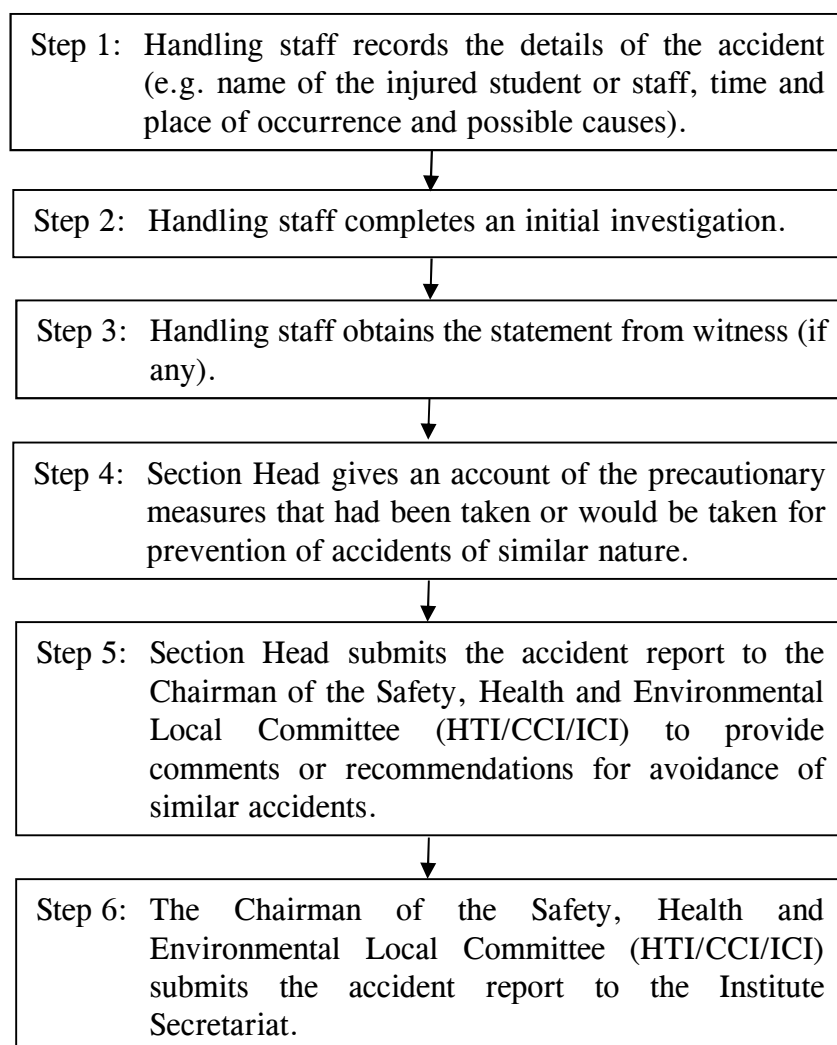 Step 1: Handling staff records the details of the accident
(e.g. name of the injured student or staff, time and
place of occurrence and possible causes).
Step 2: Handling staff completes an initial investigation.
Step 3: Handling staff obtains the statement from witness (if
any).
Step 4: Section Head gives an account of the precautionary
measures that had been taken or would be taken for
prevention of accidents of similar nature.
Step 5: Section Head submits the accident report to the
Chairman of the Safety, Health and Environmental
Local Committee (HTI/CCI/ICI) to provide
comments or recommendations for avoidance of
similar accidents.
Step 6: The Chairman of the Safety, Health and
Environmental Local Committee (HTI/CCI/ICI)
submits the accident report to the Institute
Secretariat.